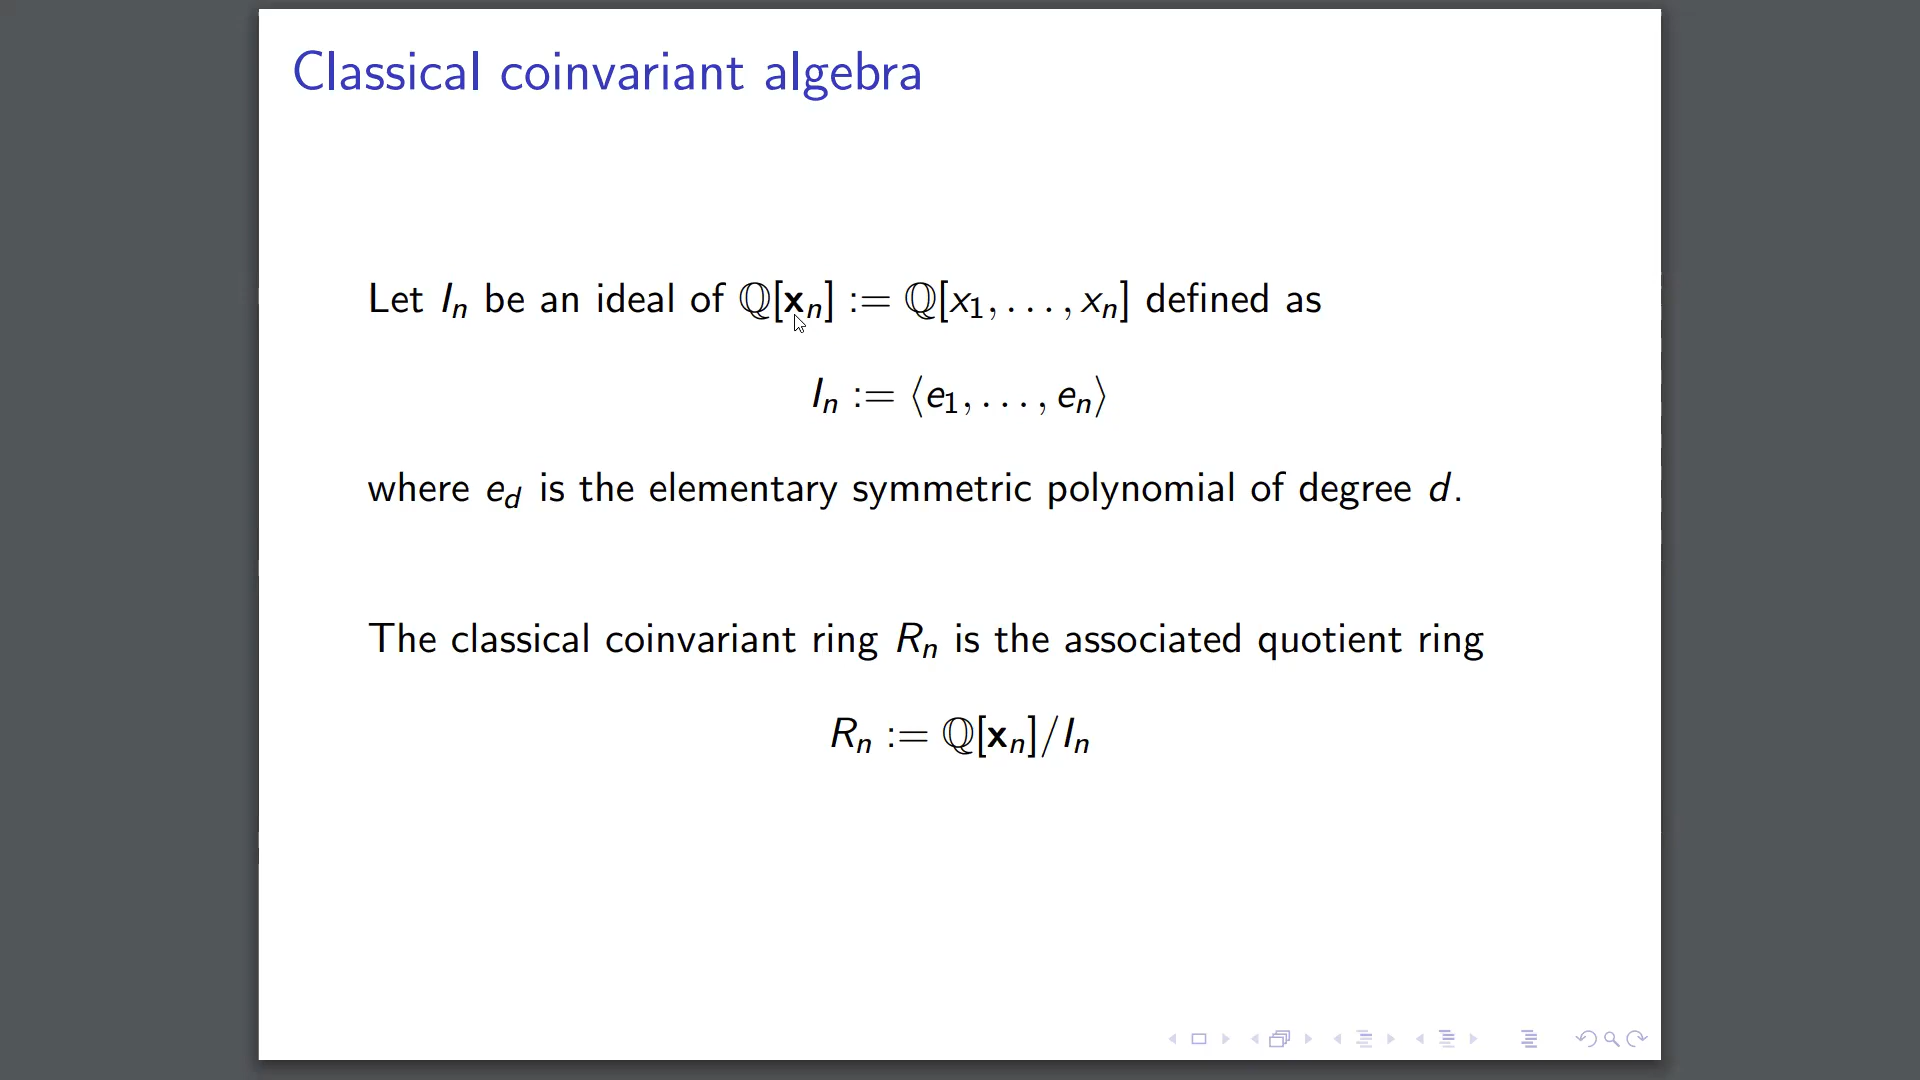 Classical coinvariant algebra
Let Iₙ be an ideal of ℚ[𝐱ₙ] := ℚ[x₁, . . . , xₙ] defined as
Iₙ := ⟨e₁, . . . , eₙ⟩
where e_d is the elementary symmetric polynomial of degree d.
The classical coinvariant ring Rₙ is the associated quotient ring
Rₙ := ℚ[𝐱ₙ]/Iₙ